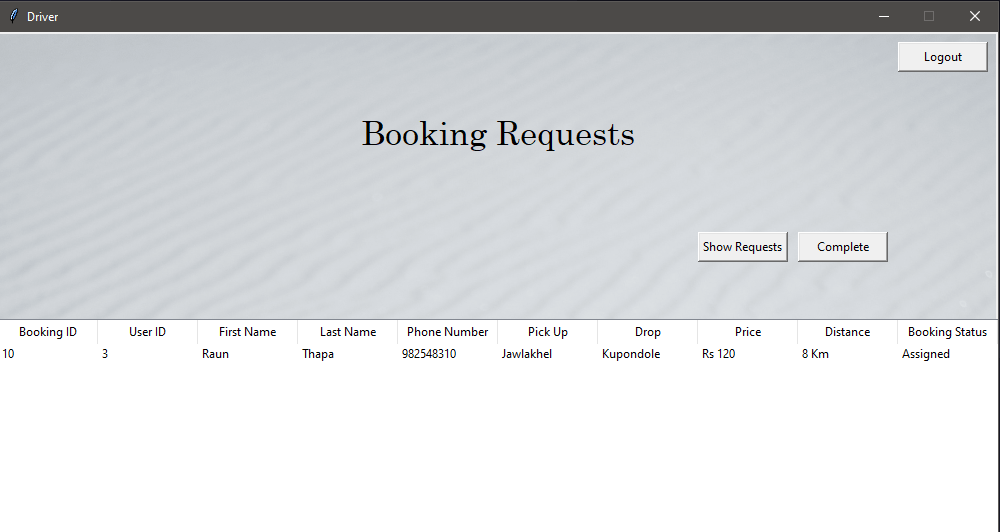 Driver
Logout
Booking Requests
Show Requests Complete
Booking ID User ID First Name Last Name Phone Number Pick Up Drop Price Distance Booking Status
10 3 Raun Thapa 982548310 Jawlakhel Kupondole Rs 120 8 Km Assigned